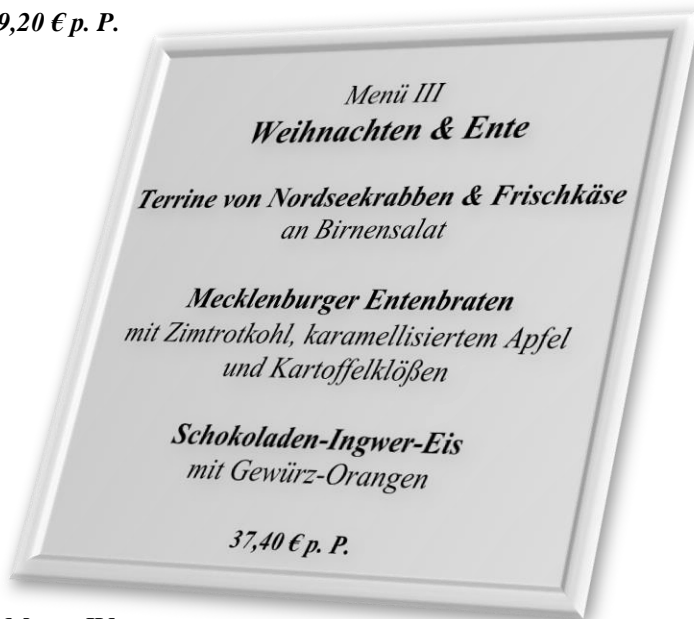 9,20 € p. P.
Menü III
Weihnachten & Ente
Terrine von Nordseekrabben & Frischkäse
an Birnensalat
Mecklenburger Entenbraten
mit Zimtrotkohl, karamellisiertem Apfel
und Kartoffelklößen
Schokoladen-Ingwer-Eis
mit Gewürz-Orangen
37,40 € p. P.